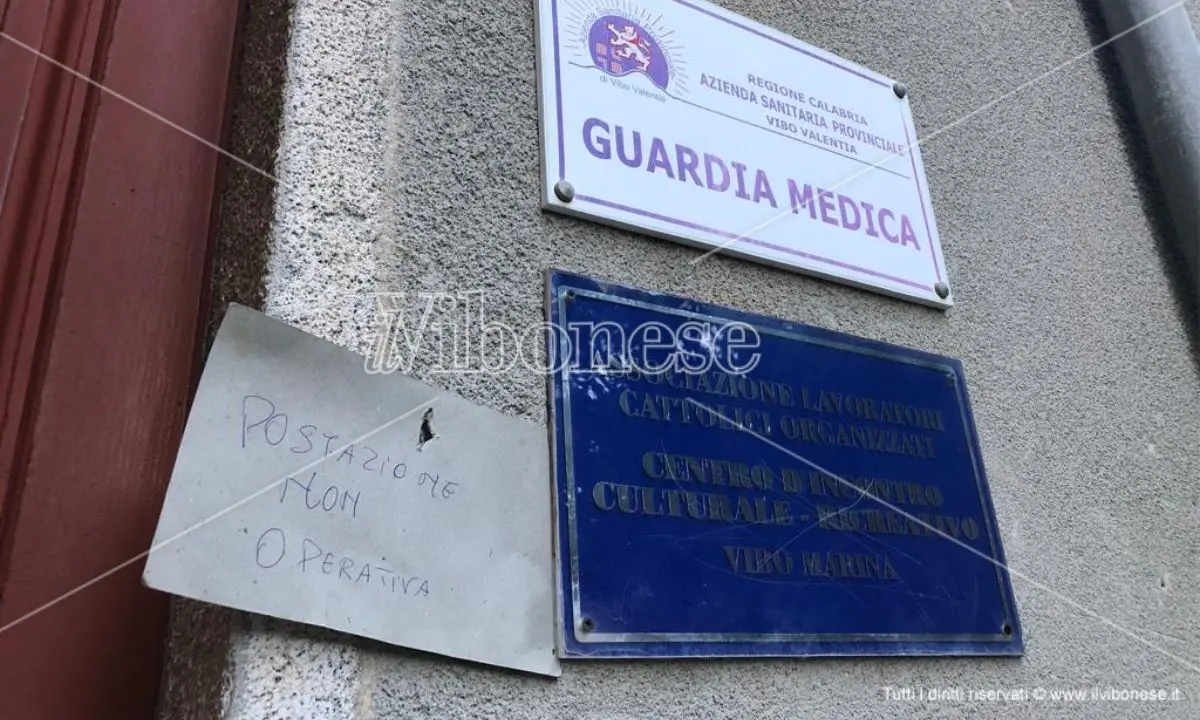 di Vibo Valentia
REGIONE CALABRIA
AZIENDA SANITARIA PROVINCIALE
VIBO VALENTIA
GUARDIA MEDICA
ilVibonese
ASSOCIAZIONE LAVORATORI
CATTOLICI ORGANIZZATI
CENTRO D'INCONTRO
CULTURALE - RICREATIVO
VIBO MARINA
POSTAZIONE
NON
OPERATIVA
Tutti i diritti riservati © www.ilvibonese.it